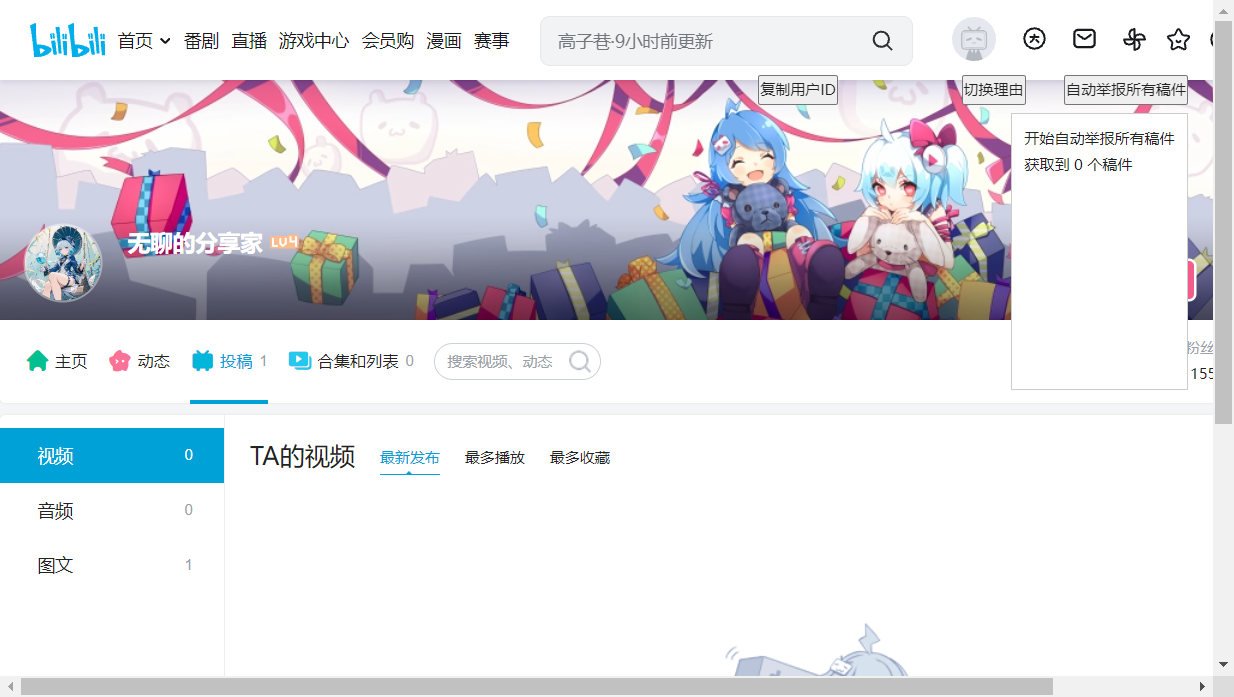 bilibili 首页 番剧 直播 游戏中心 会员购 漫画 赛事 高子巷·9小时前更新
复制用户ID 切换理由 自动举报所有稿件
开始自动举报所有稿件
获取到 0 个稿件
无聊的分享家 LV4
主页 动态 投稿 1 合集和列表 0 搜索视频、动态 粉丝
155
视频 0
TA的视频 最新发布 最多播放 最多收藏
音频 0
图文 1